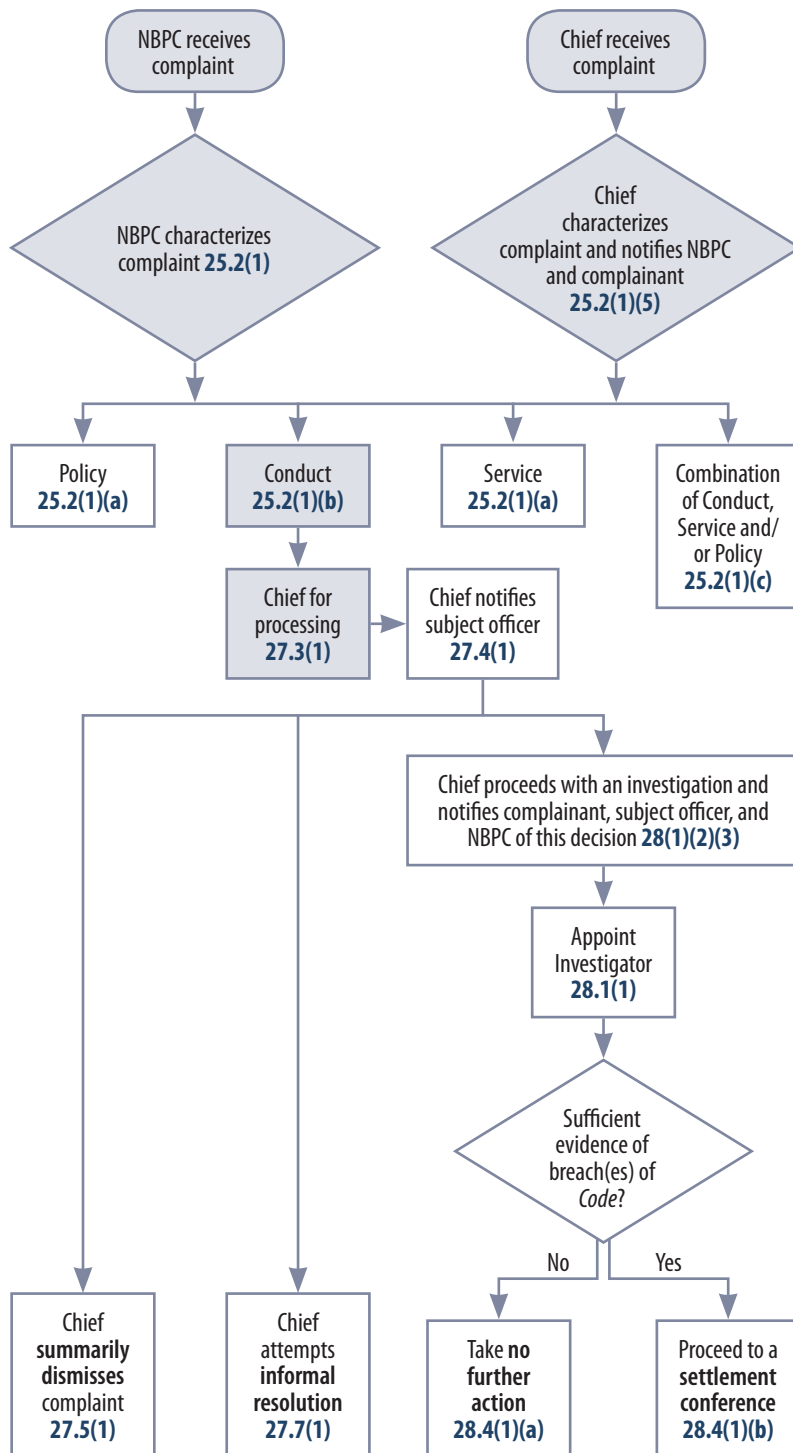 NBPC receives
complaint
Chief receives
complaint
NBPC characterizes
complaint 25.2(1)
Chief
characterizes
complaint and notifies NBPC
and complainant
25.2(1)(5)
Policy
25.2(1)(a)
Conduct
25.2(1)(b)
Service
25.2(1)(a)
Combination
of Conduct,
Service and/
or Policy
25.2(1)(c)
Chief for
processing
27.3(1)
Chief notifies
subject officer
27.4(1)
Chief proceeds with an investigation and
notifies complainant, subject officer, and
NBPC of this decision 28(1)(2)(3)
Appoint
Investigator
28.1(1)
Sufficient
evidence of
breach(es) of
Code?
No
Yes
Chief
summarily
dismisses
complaint
27.5(1)
Chief
attempts
informal
resolution
27.7(1)
Take no
further
action
28.4(1)(a)
Proceed to a
settlement
conference
28.4(1)(b)